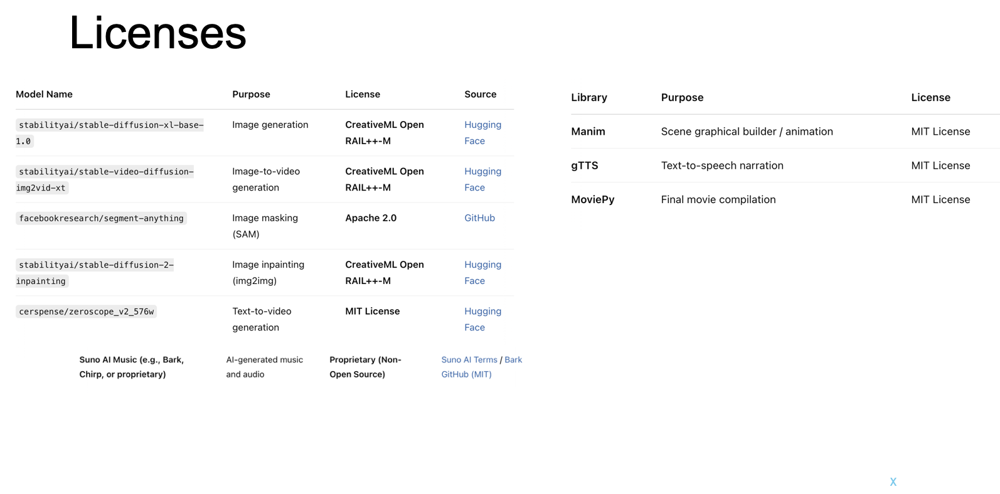 Licenses
Model Name Purpose License Source
stabilityai/stable-diffusion-xl-base- Image generation CreativeML Open Hugging
1.0 RAIL++-M Face
stabilityai/stable-video-diffusion- Image-to-video CreativeML Open Hugging
img2vid-xt generation RAIL++-M Face
facebookresearch/segment-anything Image masking Apache 2.0 GitHub
(SAM)
stabilityai/stable-diffusion-2- Image inpainting CreativeML Open Hugging
inpainting (img2img) RAIL++-M Face
cerspense/zeroscope_v2_576w Text-to-video MIT License Hugging
generation Face
Suno AI Music (e.g., Bark, AI-generated music Proprietary (Non- Suno AI Terms / Bark
Chirp, or proprietary) and audio Open Source) GitHub (MIT)
Library Purpose License
Manim Scene graphical builder / animation MIT License
gTTS Text-to-speech narration MIT License
MoviePy Final movie compilation MIT License
X